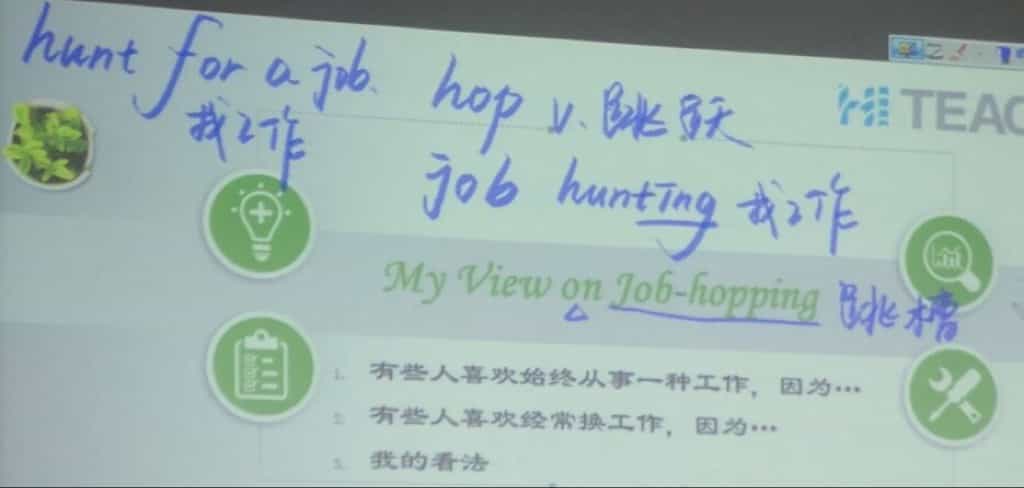 hunt for a job.
找工作
hop v. 跳跃
TEAC
job hunting 找工作
My View on Job-hopping 跳槽
1. 有些人喜欢始终从事一种工作，因为…
2. 有些人喜欢经常换工作，因为…
3. 我的看法